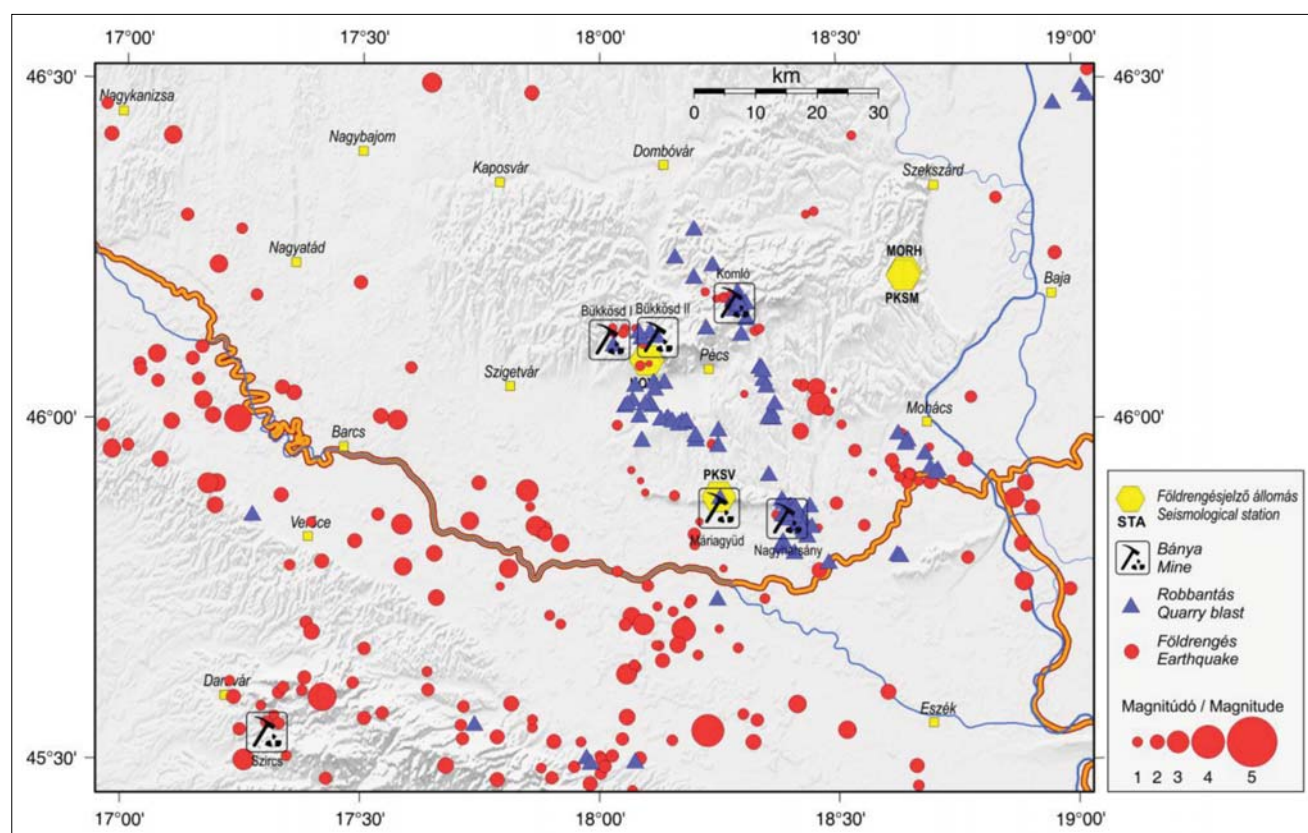 17°00'
17°30'
18°00'
18°30'
19°00'
46°30'
46°30'
km
0 10 20 30
Nagykanizsa
Nagybajom
Kaposvár
Dombóvár
Szekszárd
Nagyatád
MORH
PKSM
Baja
Komló
Bükkösd I
Bükkösd II
Szigetvár
Pécs
46°00'
46°00'
Mohács
Barcs
PKSV
Máriagyüd
Nagyharsány
Verőce
Daruvár
Szircs
Eszék
45°30'
45°30'
17°00'
17°30'
18°00'
18°30'
19°00'
STA
Földrengésjelző állomás
Seismological station
Bánya
Mine
Robbantás
Quarry blast
Földrengés
Earthquake
Magnitúdó / Magnitude
1 2 3 4 5